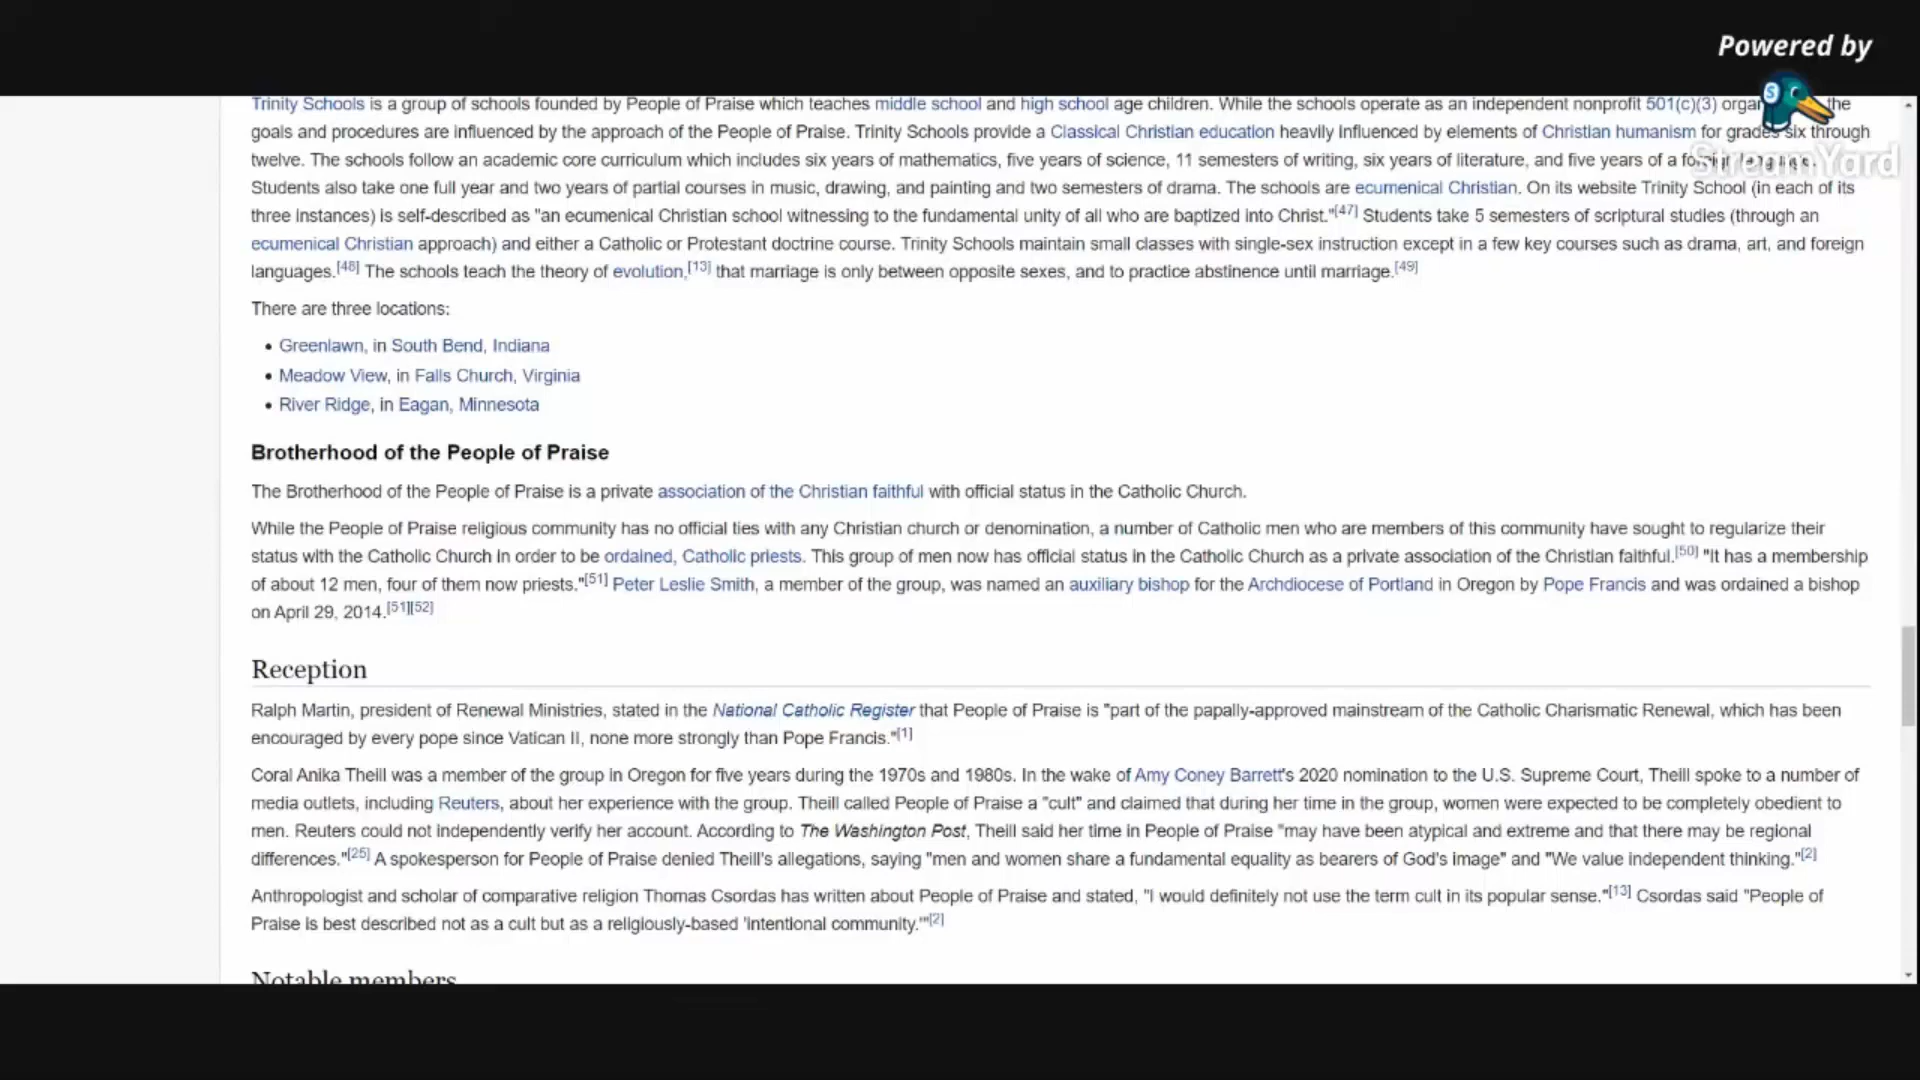 Powered by
StreamYard
Trinity Schools is a group of schools founded by People of Praise which teaches middle school and high school age children. While the schools operate as an independent nonprofit 501(c)(3) the
goals and procedures are influenced by the approach of the People of Praise. Trinity Schools provide a Classical Christian education heavily influenced by elements of Christian humanism for grades six through
twelve. The schools follow an academic core curriculum which includes six years of mathematics, five years of science, 11 semesters of writing, six years of literature, and five years of a foreign language.
Students also take one full year and two years of partial courses in music, drawing, and painting and two semesters of drama. The schools are ecumenical Christian. On its website Trinity School (in each of its
three instances) is self-described as "an ecumenical Christian school witnessing to the fundamental unity of all who are baptized into Christ."[47] Students take 5 semesters of scriptural studies (through an
ecumenical Christian approach) and either a Catholic or Protestant doctrine course. Trinity Schools maintain small classes with single-sex instruction except in a few key courses such as drama, art, and foreign
languages.[48] The schools teach the theory of evolution,[13] that marriage is only between opposite sexes, and to practice abstinence until marriage.[49]
There are three locations:
• Greenlawn, in South Bend, Indiana
• Meadow View, in Falls Church, Virginia
• River Ridge, in Eagan, Minnesota
Brotherhood of the People of Praise
The Brotherhood of the People of Praise is a private association of the Christian faithful with official status in the Catholic Church.
While the People of Praise religious community has no official ties with any Christian church or denomination, a number of Catholic men who are members of this community have sought to regularize their
status with the Catholic Church in order to be ordained, Catholic priests. This group of men now has official status in the Catholic Church as a private association of the Christian faithful.[50] "It has a membership
of about 12 men, four of them now priests."[51] Peter Leslie Smith, a member of the group, was named an auxiliary bishop for the Archdiocese of Portland in Oregon by Pope Francis and was ordained a bishop
on April 29, 2014.[51][52]
Reception
Ralph Martin, president of Renewal Ministries, stated in the National Catholic Register that People of Praise is "part of the papally-approved mainstream of the Catholic Charismatic Renewal, which has been
encouraged by every pope since Vatican II, none more strongly than Pope Francis."[1]
Coral Anika Theill was a member of the group in Oregon for five years during the 1970s and 1980s. In the wake of Amy Coney Barrett's 2020 nomination to the U.S. Supreme Court, Theill spoke to a number of
media outlets, including Reuters, about her experience with the group. Theill called People of Praise a "cult" and claimed that during her time in the group, women were expected to be completely obedient to
men. Reuters could not independently verify her account. According to The Washington Post, Theill said her time in People of Praise "may have been atypical and extreme and that there may be regional
differences."[25] A spokesperson for People of Praise denied Theill's allegations, saying "men and women share a fundamental equality as bearers of God's image" and "We value independent thinking."[2]
Anthropologist and scholar of comparative religion Thomas Csordas has written about People of Praise and stated, "I would definitely not use the term cult in its popular sense."[13] Csordas said "People of
Praise is best described not as a cult but as a religiously-based 'intentional community.'"[2]
Notable members